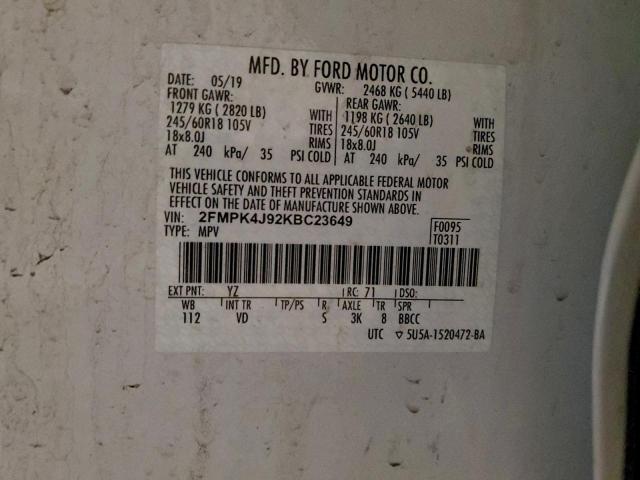 MFD. BY FORD MOTOR CO.
DATE: 05/19 GVWR: 2468 KG ( 5440 LB)
FRONT GAWR: REAR GAWR:
1279 KG ( 2820 LB) WITH 1198 KG ( 2640 LB) WITH
245/60R18 105V TIRES 245/60R18 105V TIRES
18x8.0J RIMS 18x8.0J RIMS
AT 240 kPa/ 35 PSI COLD AT 240 kPa/ 35 PSI COLD
THIS VEHICLE CONFORMS TO ALL APPLICABLE FEDERAL MOTOR
VEHICLE SAFETY AND THEFT PREVENTION STANDARDS IN
EFFECT ON THE DATE OF MANUFACTURE SHOWN ABOVE.
VIN: 2FMPK4J92KBC23649 F0095
TYPE: MPV T0311
EXT PNT: YZ RC: 71 DSO:
WB INT TR TP/PS R AXLE TR SPR
112 VD S 3K 8 BBCC
UTC ▽ 5U5A-1520472-BA